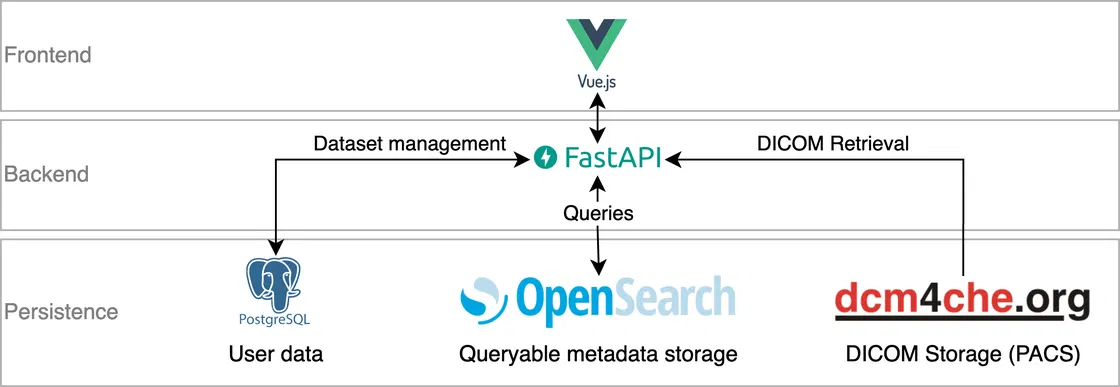 Frontend
Vue.js
Dataset management
DICOM Retrieval
Backend
FastAPI
Queries
Persistence
PostgreSQL
OpenSearch
dcm4che.org
User data
Queryable metadata storage
DICOM Storage (PACS)